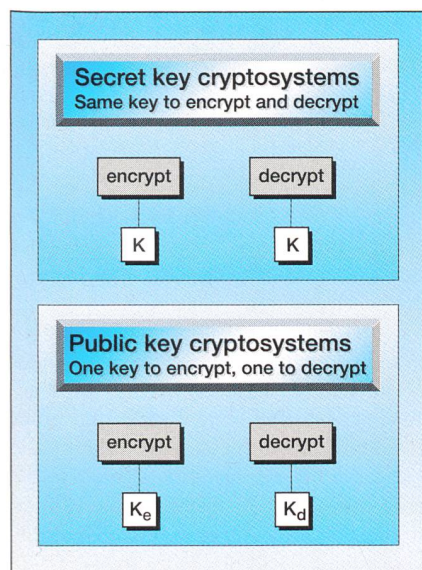 Secret key cryptosystems
Same key to encrypt and decrypt
encrypt decrypt
K K
Public key cryptosystems
One key to encrypt, one to decrypt
encrypt decrypt
Kₑ K_d